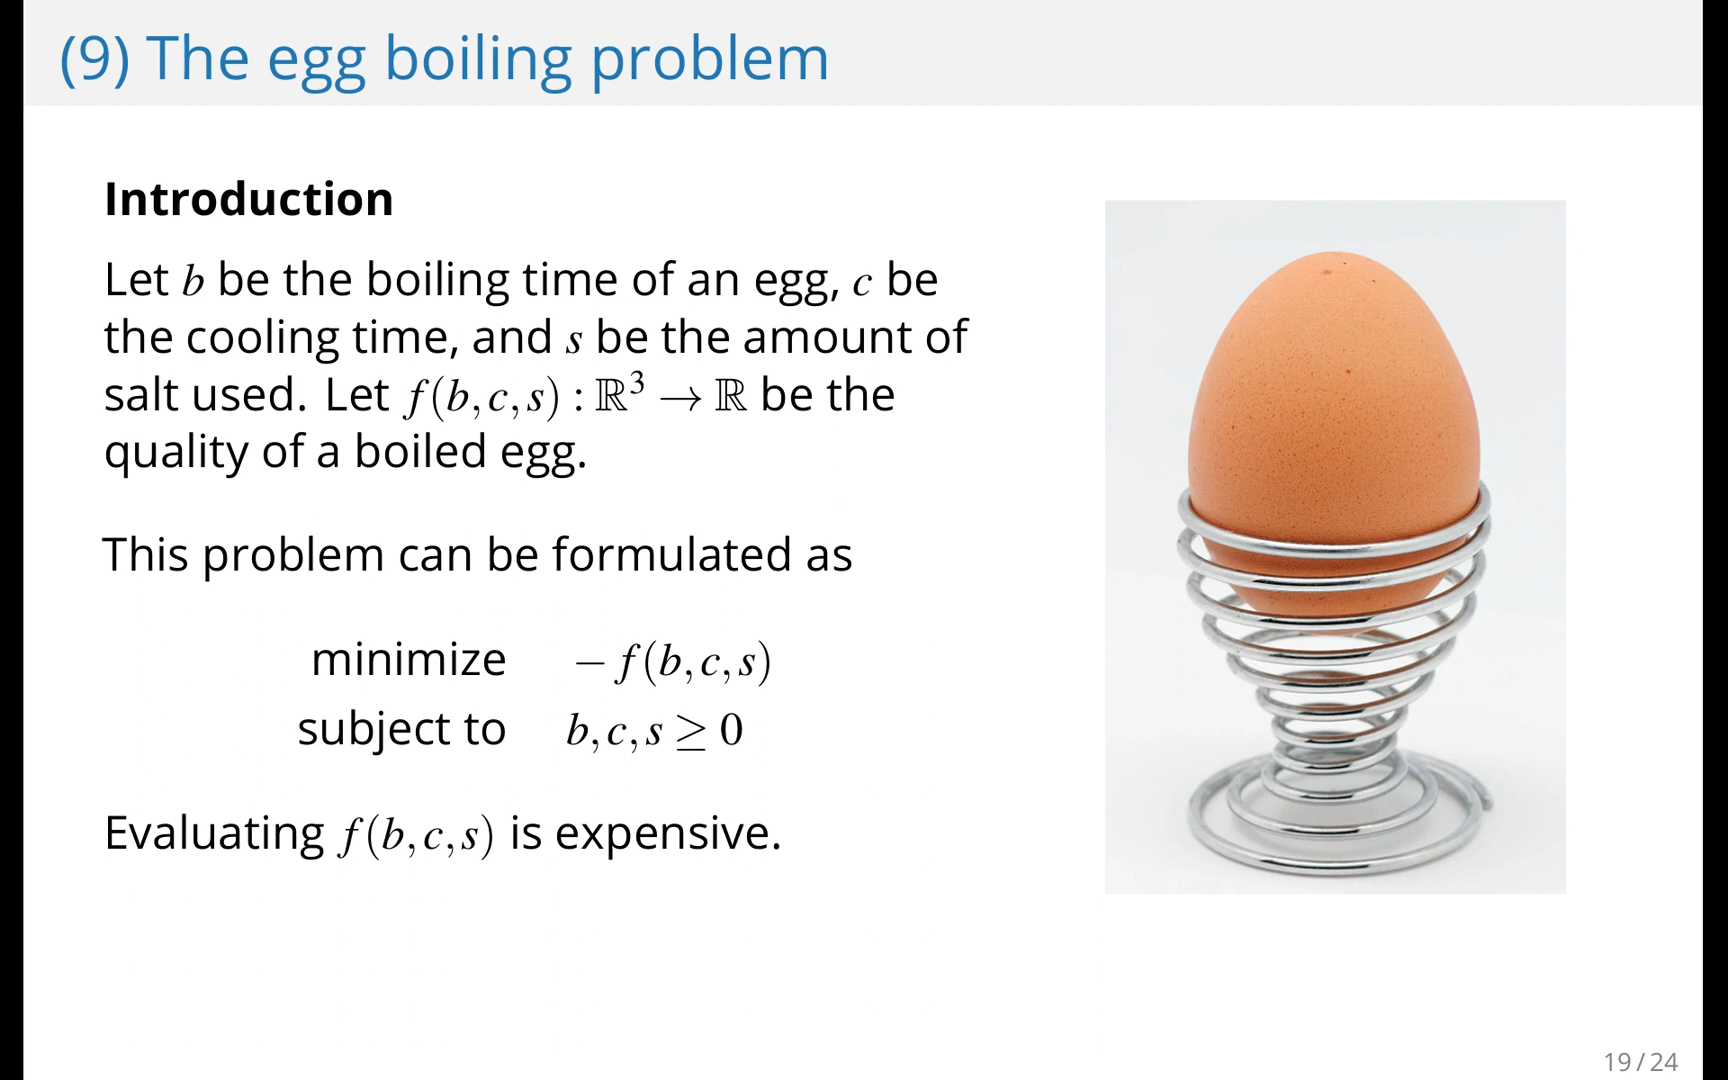 (9) The egg boiling problem
Introduction
Let b be the boiling time of an egg, c be
the cooling time, and s be the amount of
salt used. Let f(b,c,s) : ℝ³ → ℝ be the
quality of a boiled egg.
This problem can be formulated as
minimize −f(b,c,s)
subject to b,c,s ≥ 0
Evaluating f(b,c,s) is expensive.
19 / 24